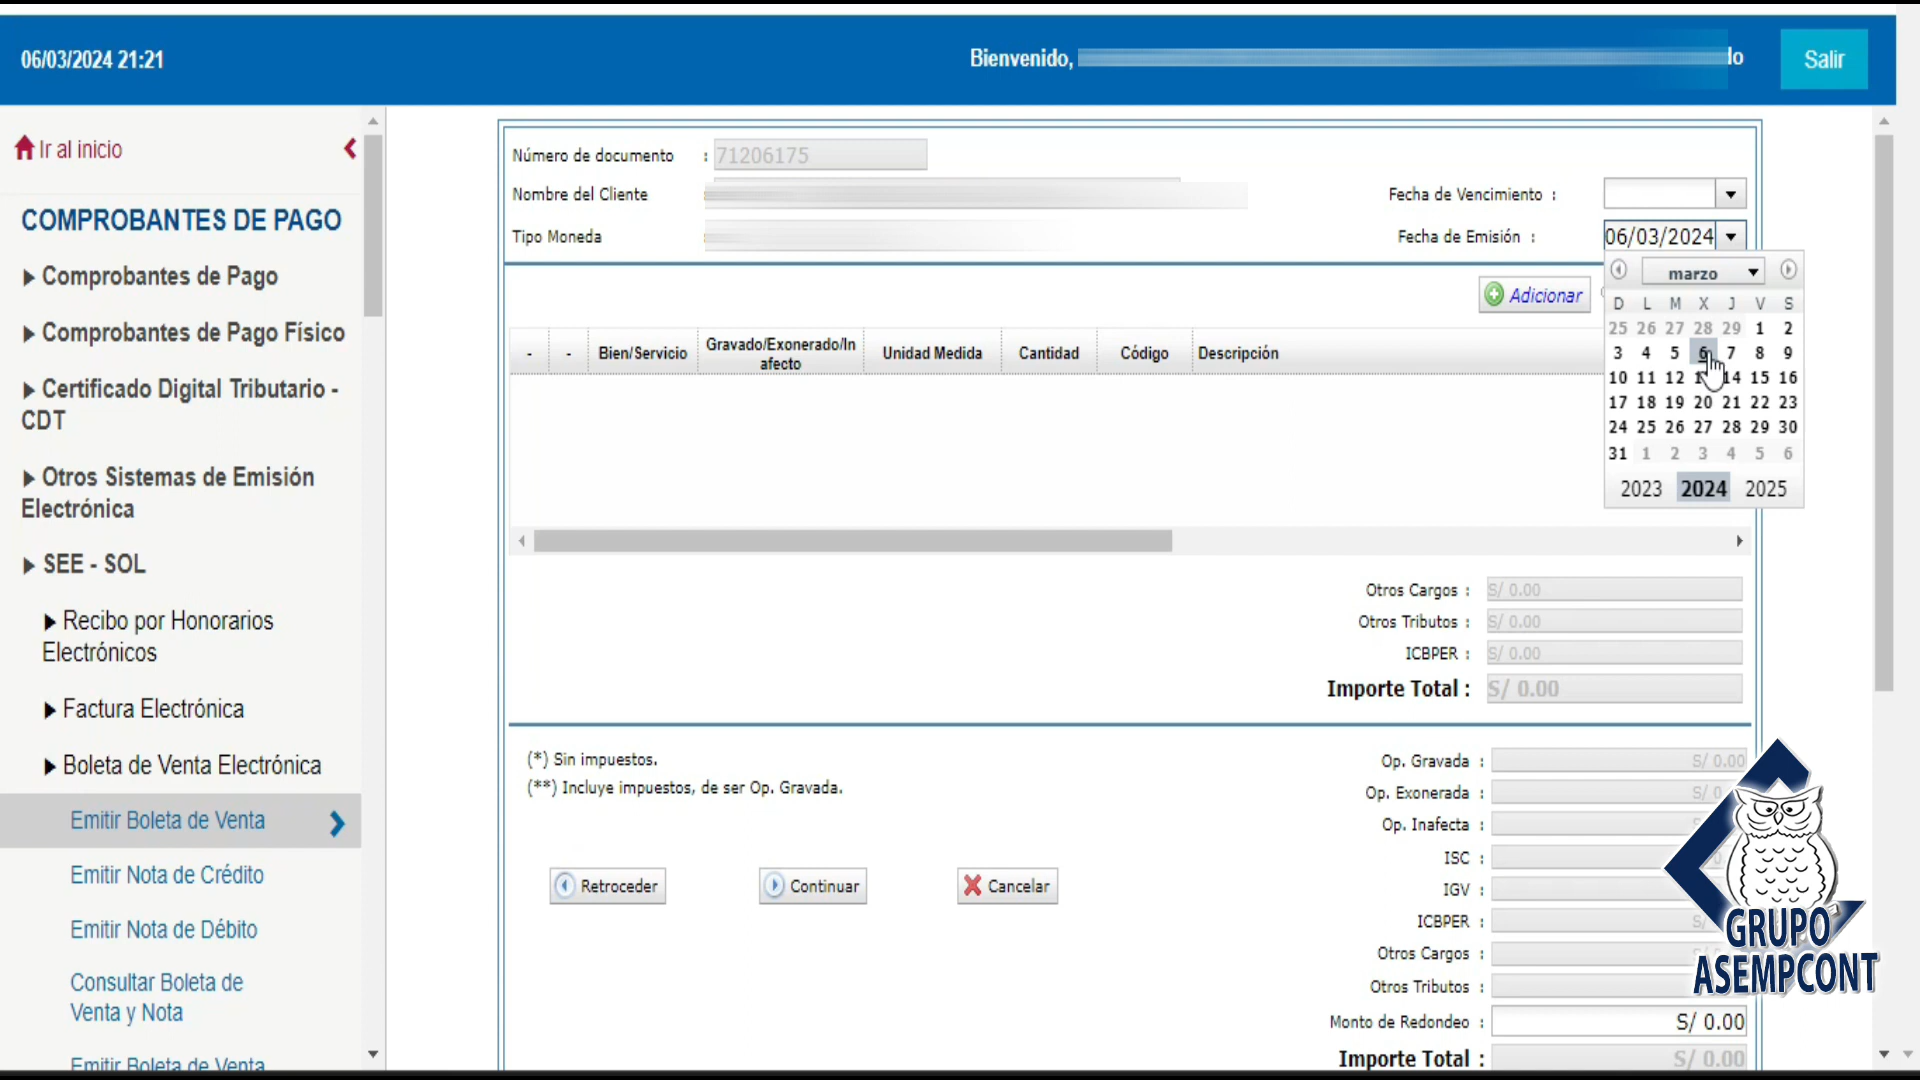 06/03/2024 21:21
Bienvenido,
Salir
Ir al inicio
COMPROBANTES DE PAGO
Comprobantes de Pago
Comprobantes de Pago Físico
Certificado Digital Tributario -
CDT
Otros Sistemas de Emisión
Electrónica
SEE - SOL
Recibo por Honorarios
Electrónicos
Factura Electrónica
Boleta de Venta Electrónica
Emitir Boleta de Venta
Emitir Nota de Crédito
Emitir Nota de Débito
Consultar Boleta de
Venta y Nota
Emitir Boleta de Venta
Número de documento : 71206175
Nombre del Cliente
Fecha de Vencimiento :
Tipo Moneda
Fecha de Emisión : 06/03/2024
marzo
D L M X J V S
25 26 27 28 29 1 2
3 4 5 6 7 8 9
10 11 12 14 15 16
17 18 19 20 21 22 23
24 25 26 27 28 29 30
31 1 2 3 4 5 6
2023 2024 2025
Adicionar
- - Bien/Servicio Gravado/Exonerado/In
afecto Unidad Medida Cantidad Código Descripción
Otros Cargos : S/ 0.00
Otros Tributos : S/ 0.00
ICBPER : S/ 0.00
Importe Total : S/ 0.00
(*) Sin impuestos.
(**) Incluye impuestos, de ser Op. Gravada.
Retroceder
Continuar
Cancelar
Op. Gravada : S/ 0.00
Op. Exonerada :
Op. Inafecta :
ISC :
IGV :
ICBPER :
Otros Cargos :
Otros Tributos :
Monto de Redondeo : S/ 0.00
Importe Total : S/ 0.00
GRUPO
ASEMPCONT